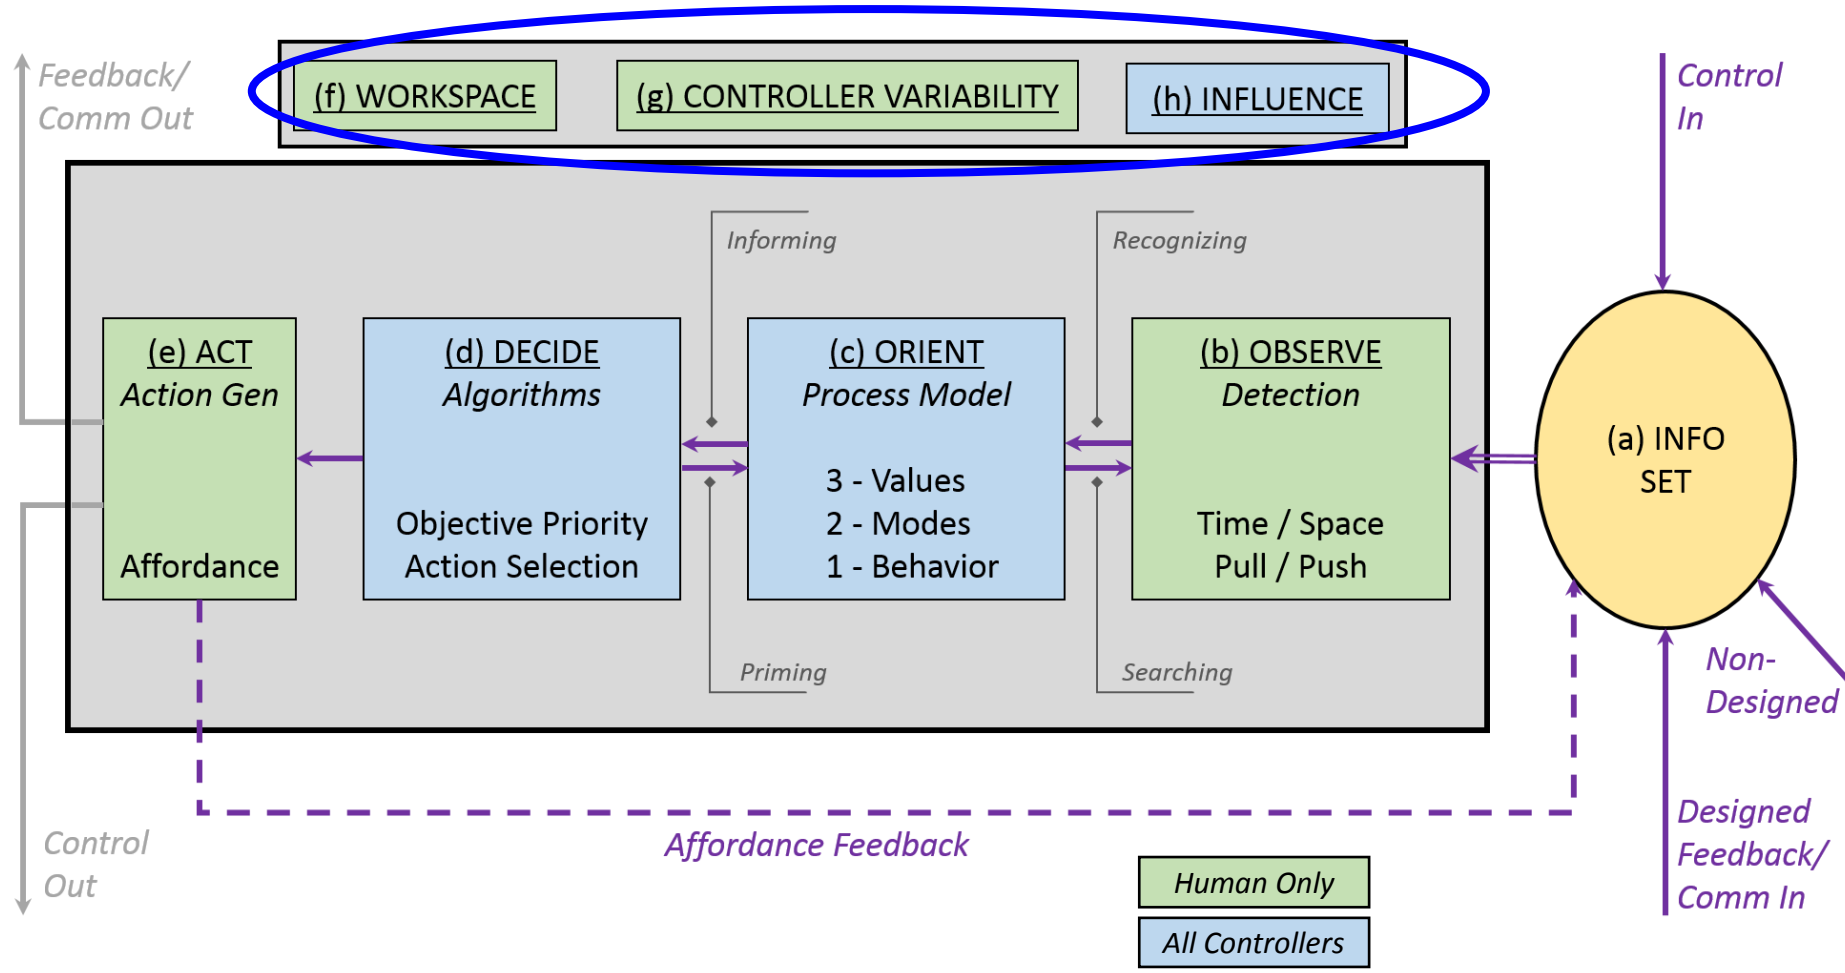 Feedback/
Comm Out
(f) WORKSPACE
(g) CONTROLLER VARIABILITY
(h) INFLUENCE
Control
In
Informing
Recognizing
(e) ACT
Action Gen
Affordance
(d) DECIDE
Algorithms
Objective Priority
Action Selection
(c) ORIENT
Process Model
3 - Values
2 - Modes
1 - Behavior
(b) OBSERVE
Detection
Time / Space
Pull / Push
(a) INFO
SET
Priming
Searching
Non-
Designed
Control
Out
Affordance Feedback
Designed
Feedback/
Comm In
Human Only
All Controllers